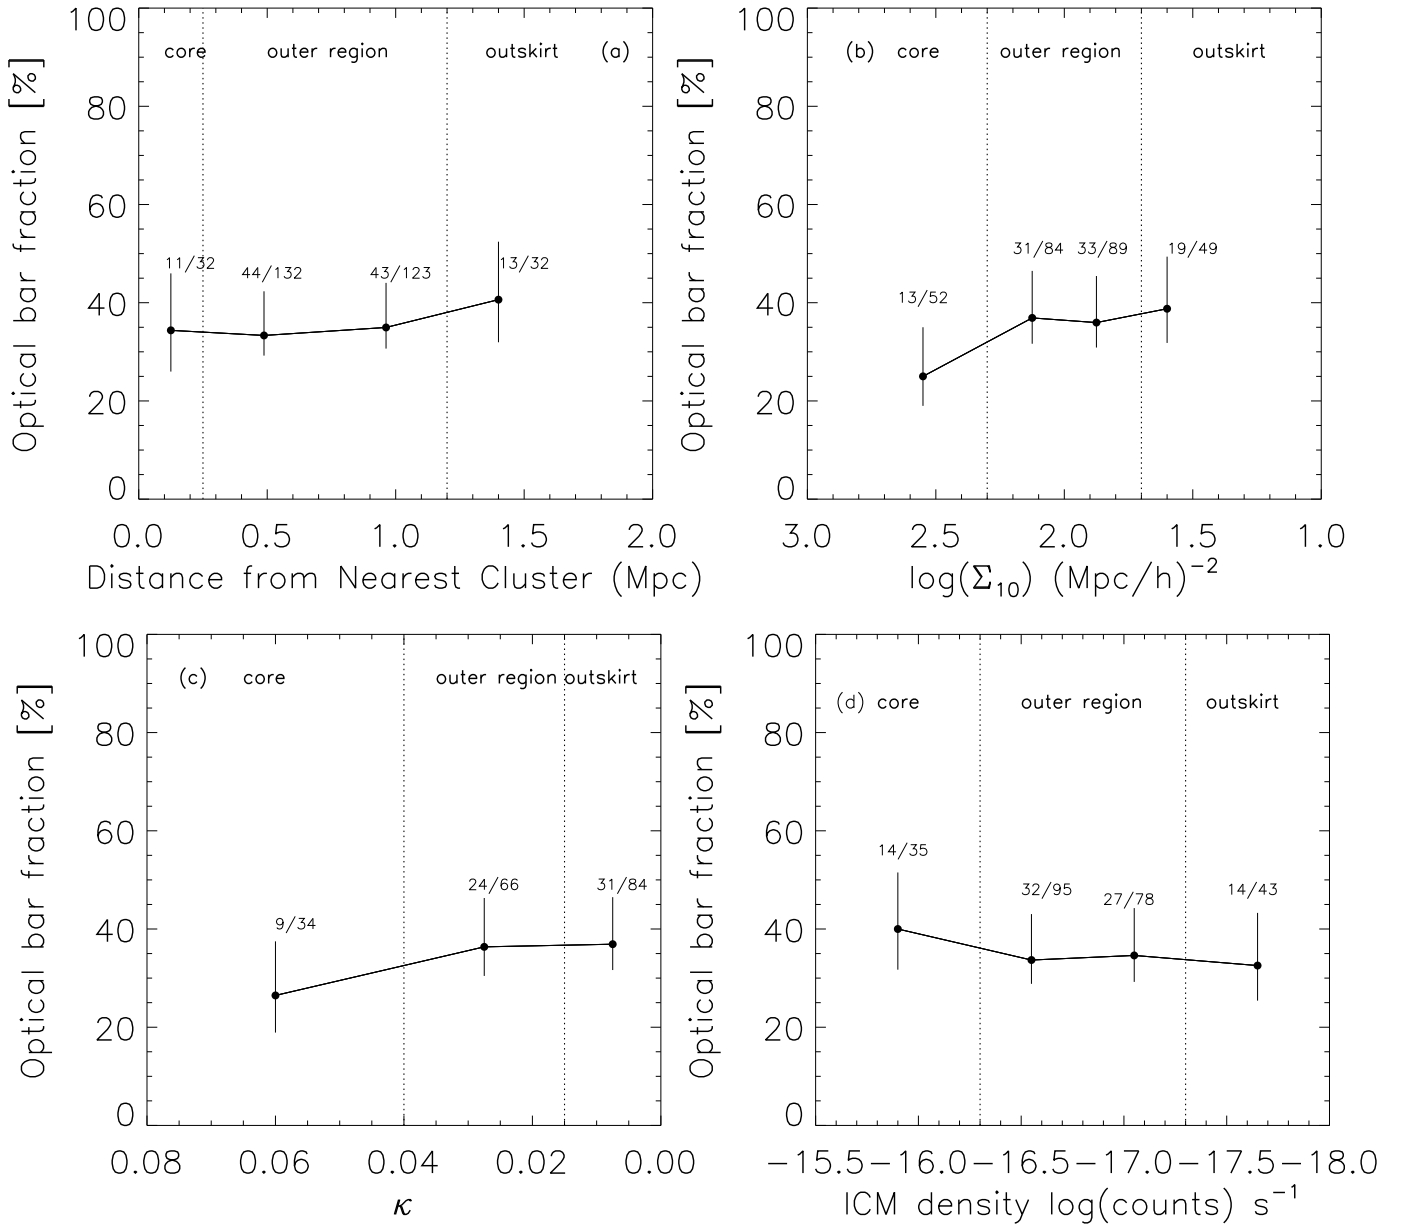 100
80
60
40
20
0
Optical bar fraction [%]
core
outer region
outskirt
(a)
11/32
44/132
43/123
13/32
0.0
0.5
1.0
1.5
2.0
Distance from Nearest Cluster (Mpc)
100
80
60
40
20
0
Optical bar fraction [%]
(b)
core
outer region
outskirt
13/52
31/84
33/89
19/49
3.0
2.5
2.0
1.5
1.0
log(Σ10) (Mpc/h)−2
100
80
60
40
20
0
Optical bar fraction [%]
(c)
core
outer region
outskirt
9/34
24/66
31/84
0.08
0.06
0.04
0.02
0.00
κ
100
80
60
40
20
0
Optical bar fraction [%]
(d)
core
outer region
outskirt
14/35
32/95
27/78
14/43
−15.5
−16.0
−16.5
−17.0
−17.5
−18.0
ICM density log(counts) s−1